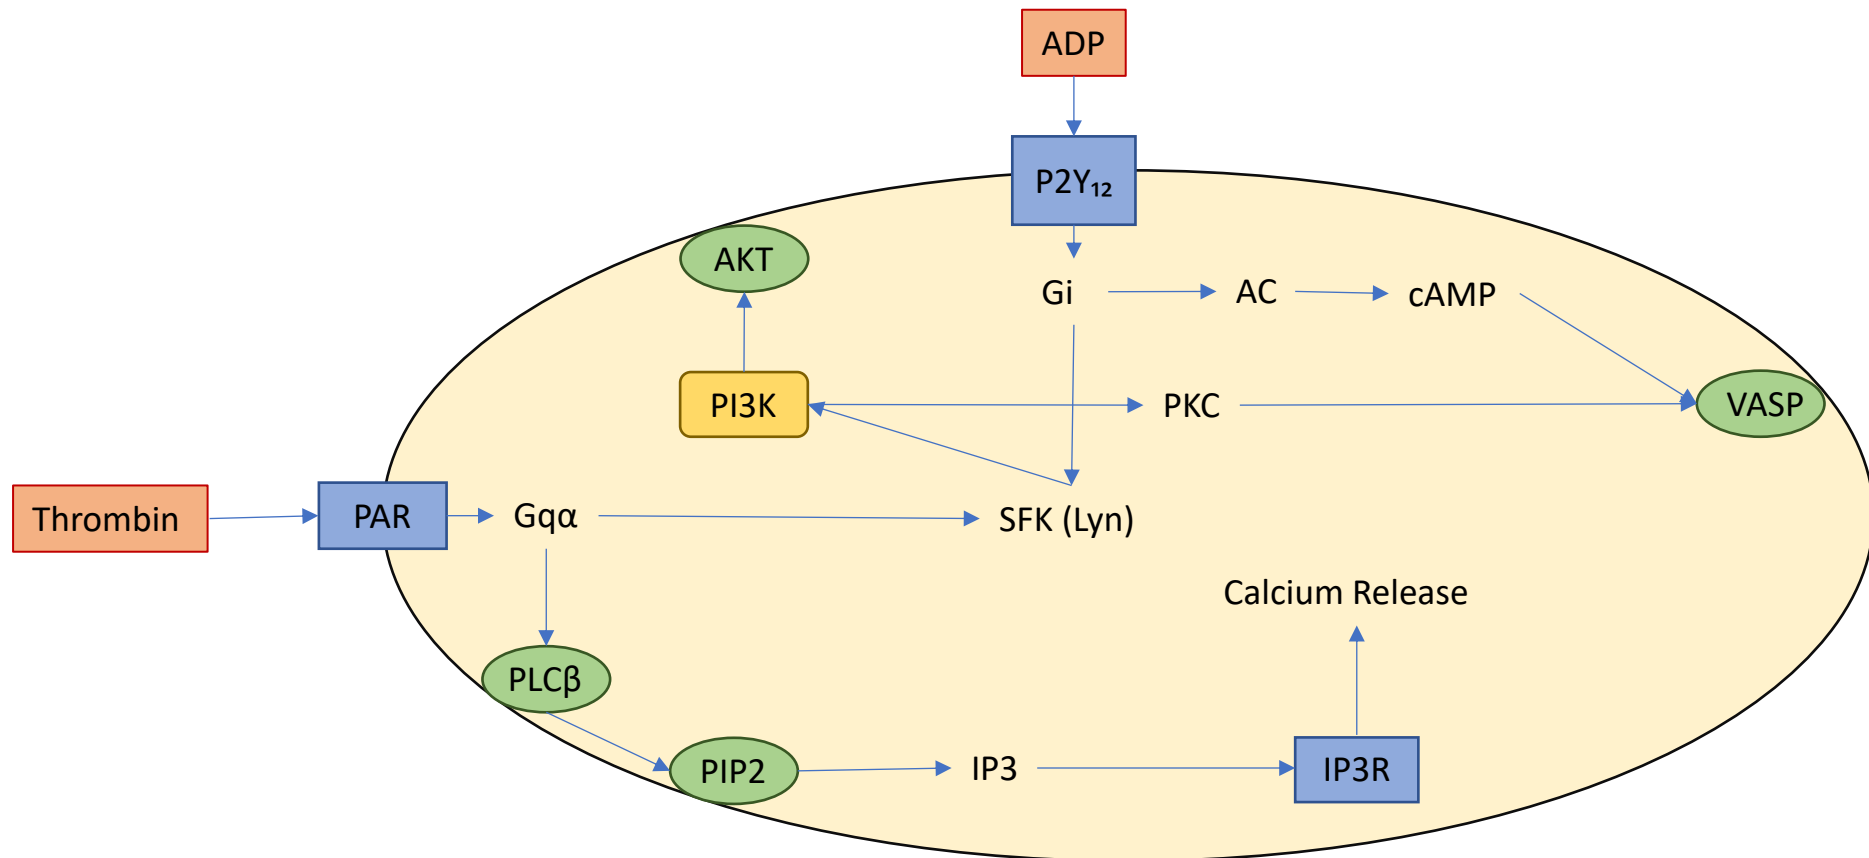 ADP
P2Y₁₂
AKT
Gi
AC
cAMP
PI3K
PKC
VASP
Thrombin
PAR
Gqα
SFK (Lyn)
Calcium Release
PLCβ
PIP2
IP3
IP3R